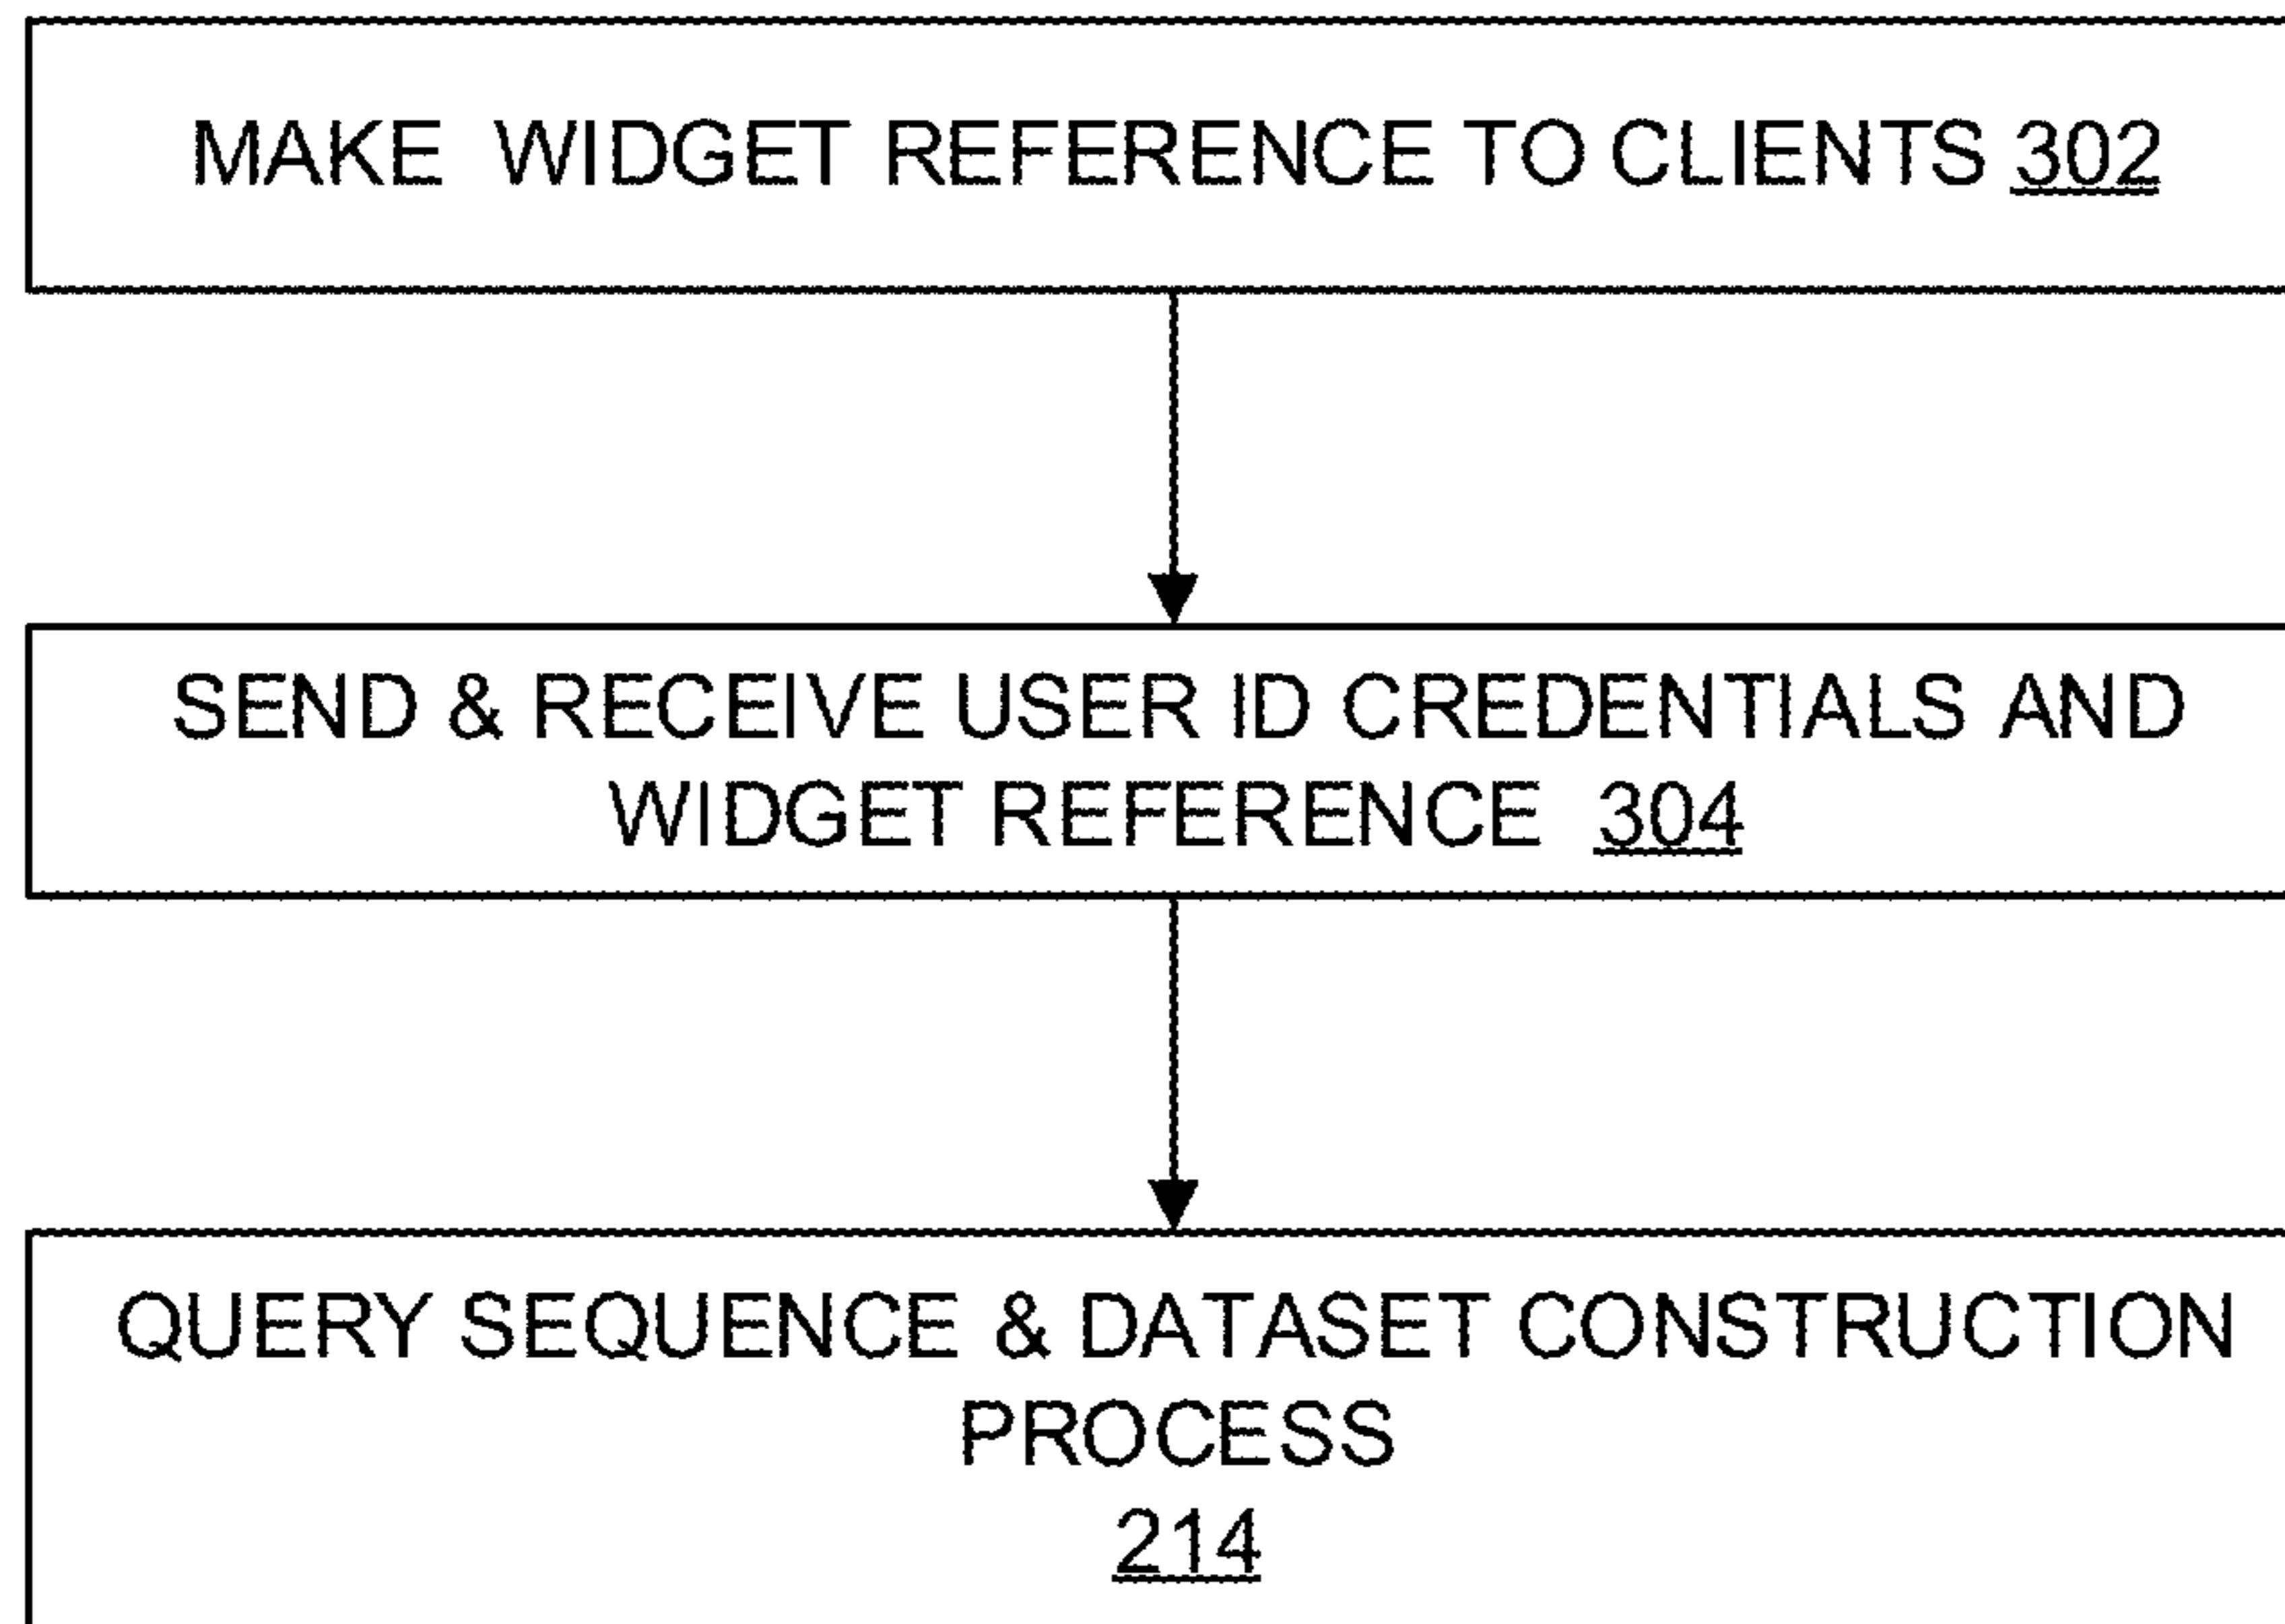 MAKE WIDGET REFERENCE TO CLIENTS 302
SEND & RECEIVE USER ID CREDENTIALS AND
WIDGET REFERENCE 304
QUERY SEQUENCE & DATASET CONSTRUCTION
PROCESS
214